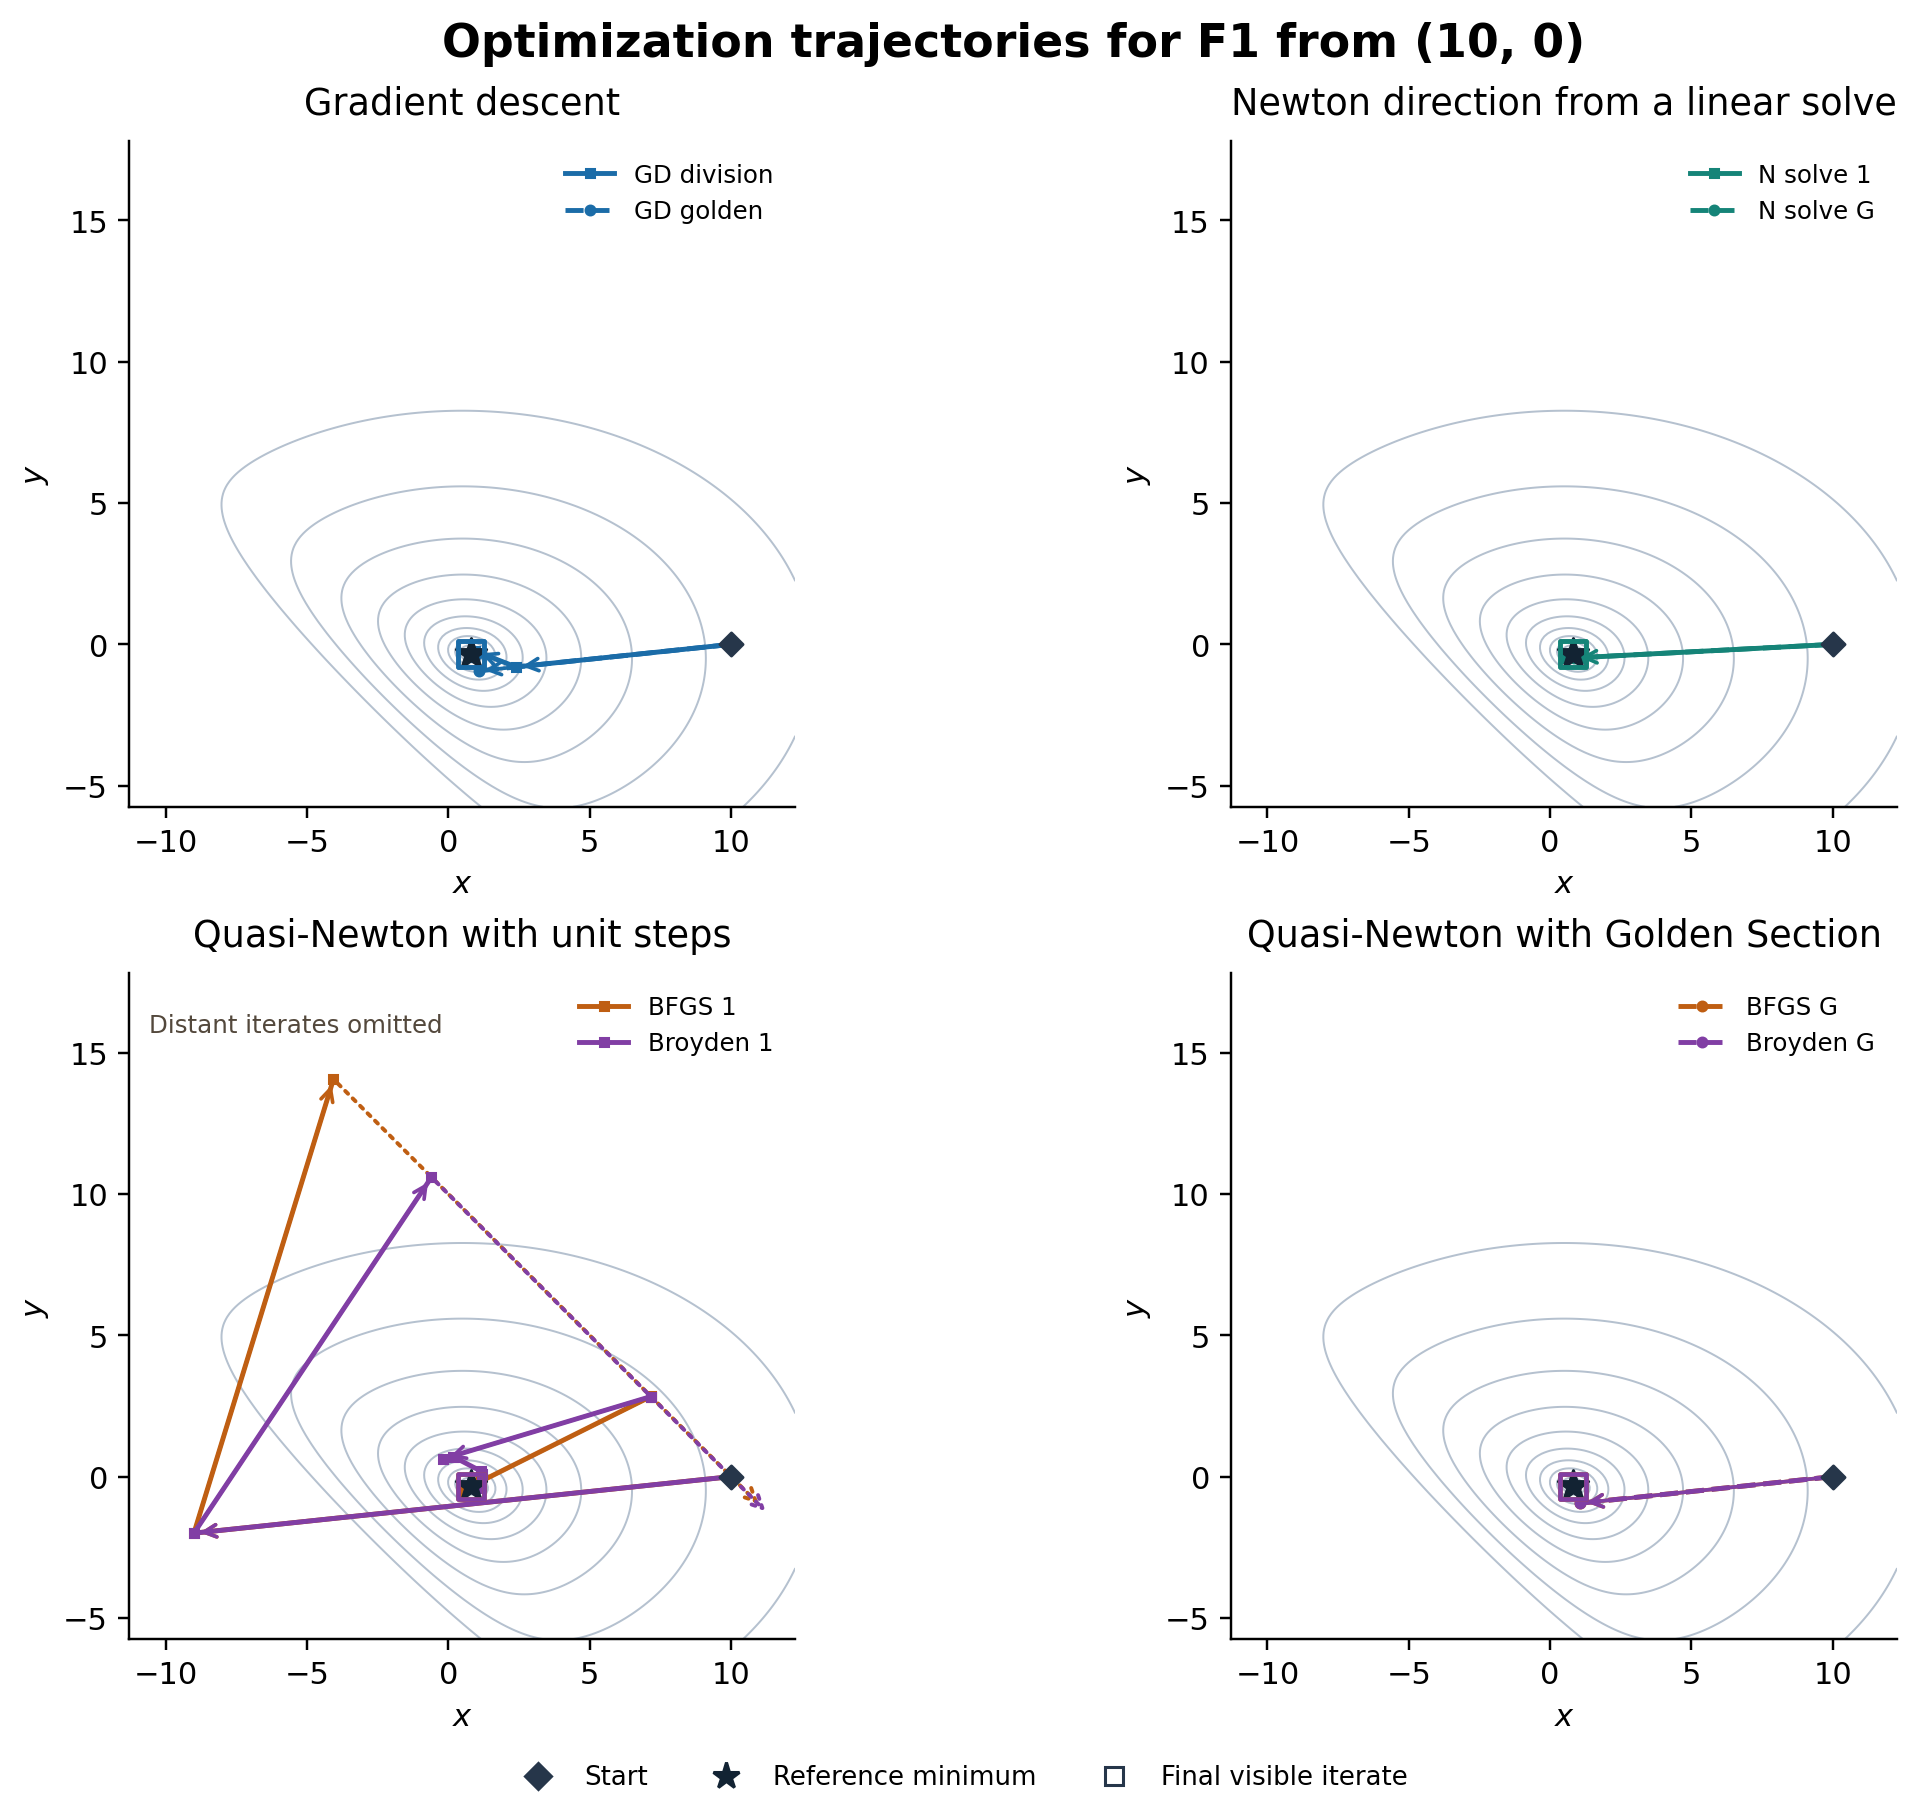 Optimization trajectories for F1 from (10, 0)
Gradient descent
GD division
GD golden
15
10
5
0
−5
y
−10
−5
0
5
10
x
Newton direction from a linear solve
N solve 1
N solve G
15
10
5
0
−5
y
−10
−5
0
5
10
x
Quasi-Newton with unit steps
Distant iterates omitted
BFGS 1
Broyden 1
15
10
5
0
−5
y
−10
−5
0
5
10
x
Quasi-Newton with Golden Section
BFGS G
Broyden G
15
10
5
0
−5
y
−10
−5
0
5
10
x
Start
Reference minimum
Final visible iterate